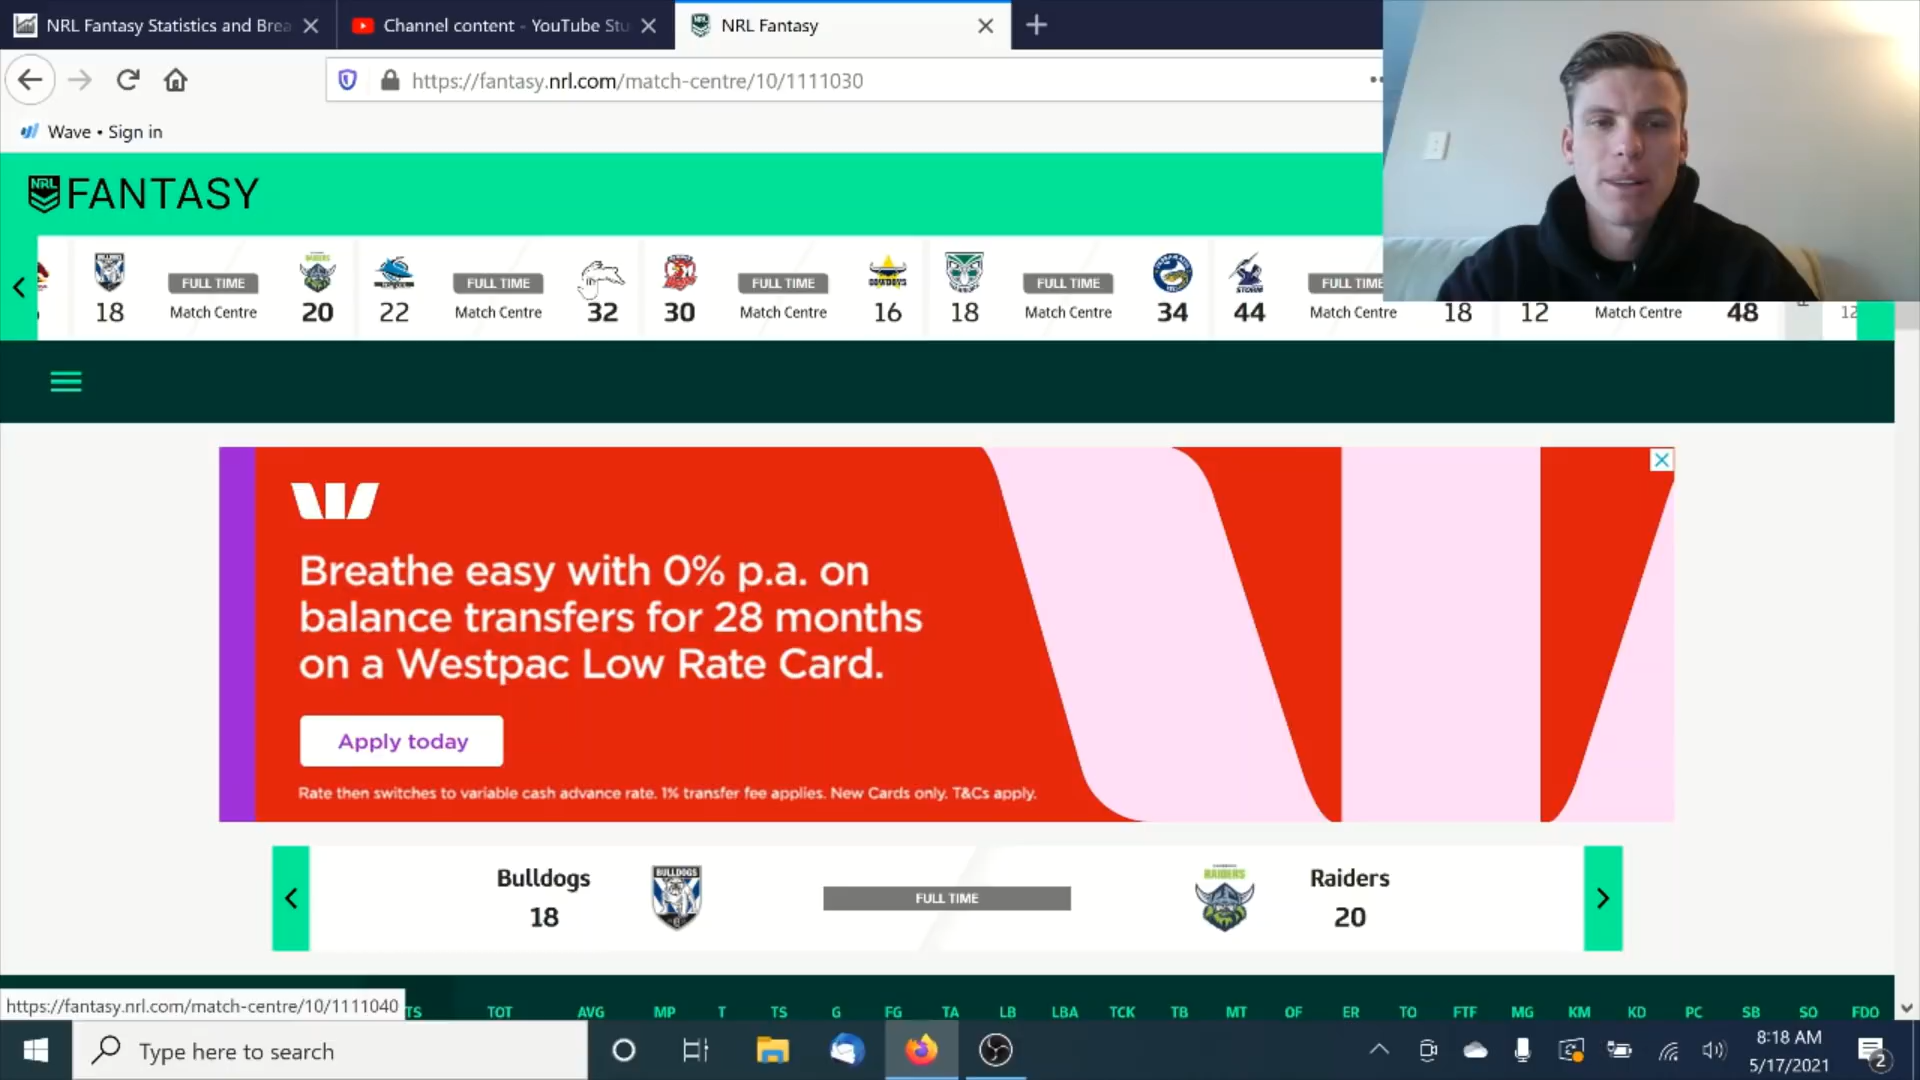 NRL Fantasy Statistics and Brea
Channel content - YouTube Stu
NRL Fantasy
https://fantasy.nrl.com/match-centre/10/1111030
Wave • Sign in
NRL FANTASY
FULL TIME FULL TIME FULL TIME FULL TIME FULL TIME
18 Match Centre 20 22 Match Centre 32 30 Match Centre 16 18 Match Centre 34 44 Match Centre 18 12 Match Centre 48 12
Breathe easy with 0% p.a. on
balance transfers for 28 months
on a Westpac Low Rate Card.
Apply today
Rate then switches to variable cash advance rate. 1% transfer fee applies. New Cards only. T&Cs apply.
Bulldogs BULLDOGS FULL TIME RAIDERS Raiders
18 20
https://fantasy.nrl.com/match-centre/10/1111040
TS TOT AVG MP T TS G FG TA LB LBA TCK TB MT OF ER TO FTF MG KM KD PC SB SO FDO
Type here to search
8:18 AM
5/17/2021
2